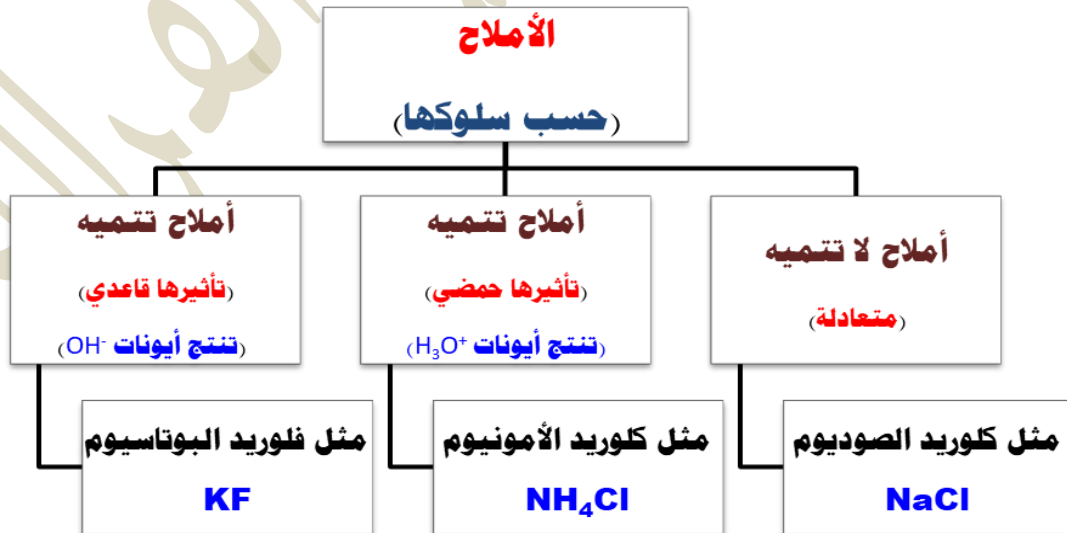 الأملاح
(حسب سلوكها)
أملاح لا تتميه
(متعادلة)
مثل كلوريد الصوديوم
NaCl
أملاح تتميه
(تأثيرها حمضي)
(تنتج أيونات H₃O⁺)
مثل كلوريد الأمونيوم
NH₄Cl
أملاح تتميه
(تأثيرها قاعدي)
(تنتج أيونات OH⁻)
مثل فلوريد البوتاسيوم
KF